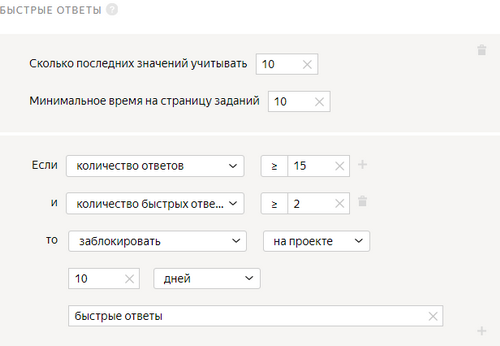 БЫСТРЫЕ ОТВЕТЫ ?
Сколько последних значений учитывать 10
Минимальное время на страницу заданий 10
Если количество ответов ≥ 15
и количество быстрых отве... ≥ 2
то заблокировать на проекте
10 дней
быстрые ответы